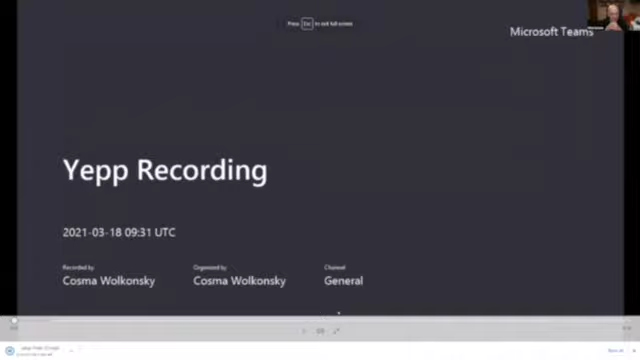 Press Esc to exit full screen
Microsoft Teams
Yepp Recording
2021-03-18 09:31 UTC
Recorded by
Organized by
Channel
Cosma Wolkonsky
Cosma Wolkonsky
General